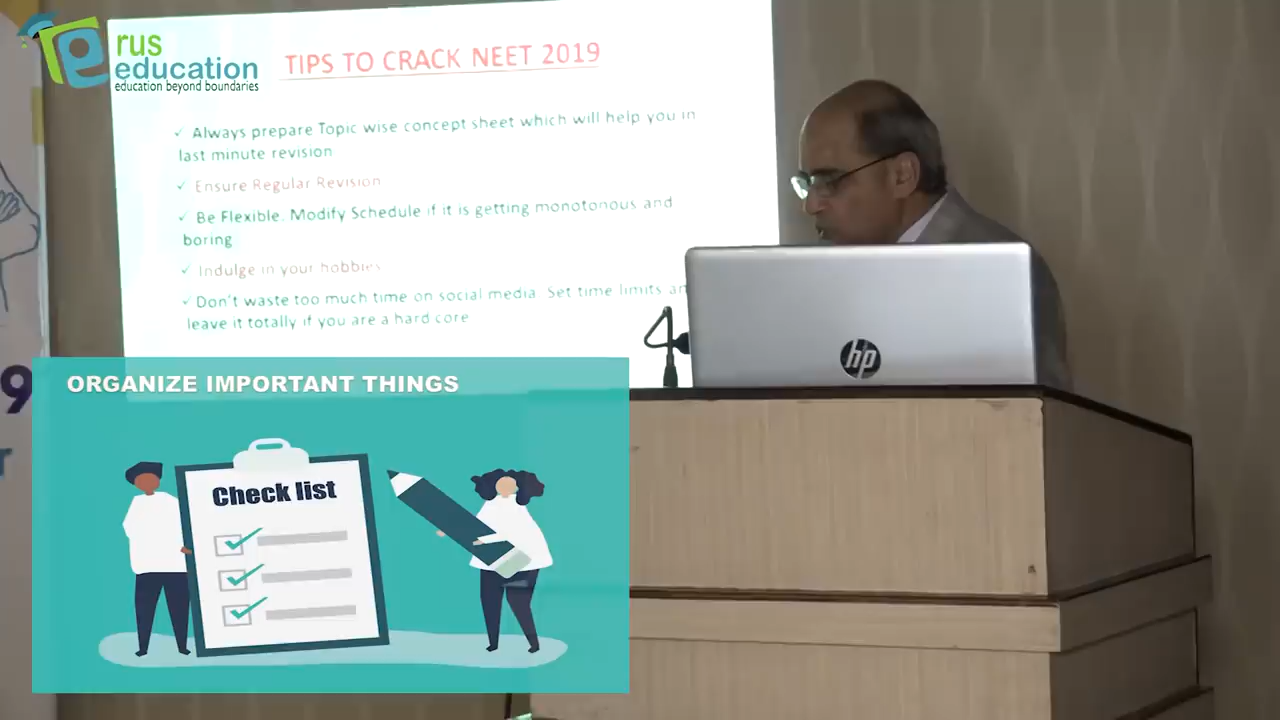 rus
education
education beyond boundaries
TIPS TO CRACK NEET 2019
✓ Always prepare Topic wise concept sheet which will help you in
last minute revision
✓ Ensure Regular Revision
✓ Be Flexible. Modify Schedule if it is getting monotonous and
boring
✓ Indulge in your hobbies
✓ Don't waste too much time on social media. Set time limits
leave it totally if you are a hard core
hp
9
ORGANIZE IMPORTANT THINGS
Check list